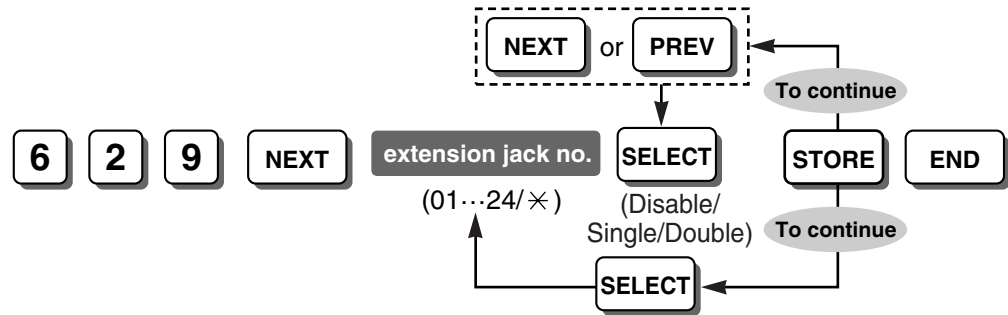 NEXT or PREV
To continue
6 2 9 NEXT extension jack no. SELECT STORE END
(01···24/✳)
(Disable/
Single/Double)
To continue
SELECT